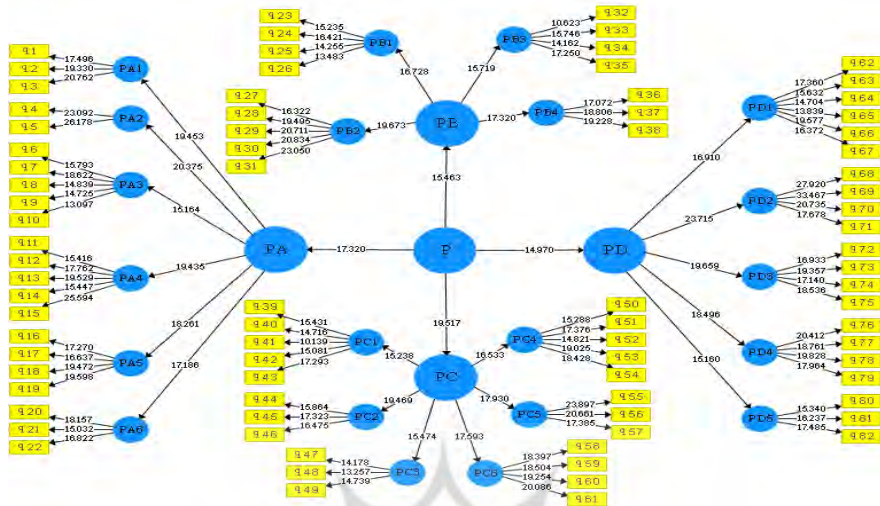 q1
q2
q3
17.496
19.330
20.762
PA1
q4
q5
23.092
26.178
PA2
q6
q7
q8
q9
q10
15.793
18.622
14.839
14.725
13.097
PA3
q11
q12
q13
q14
q15
15.416
17.762
19.529
15.447
25.594
PA4
q16
q17
q18
q19
17.270
16.637
19.472
19.598
PA5
q20
q21
q22
18.157
15.032
16.822
PA6
19.453
20.375
15.164
19.435
18.261
17.186
PA
17.320
P
q23
q24
q25
q26
15.235
16.421
14.255
13.483
PB1
q27
q28
q29
q30
q31
16.322
19.495
20.711
20.834
23.050
PB2
16.728
19.673
PB
15.719
17.320
15.463
PB3
10.623
15.746
14.162
17.250
q32
q33
q34
q35
PB4
17.072
18.806
19.228
q36
q37
q38
14.970
PD
16.910
23.715
19.659
18.496
15.160
PD1
17.360
15.632
14.704
13.839
19.577
16.372
q62
q63
q64
q65
q66
q67
PD2
27.920
33.467
20.735
17.678
q68
q69
q70
q71
PD3
16.933
19.357
17.140
18.536
q72
q73
q74
q75
PD4
20.412
18.761
19.828
17.964
q76
q77
q78
q79
PD5
15.340
16.237
17.485
q80
q81
q82
19.517
PC
q39
q40
q41
q42
q43
15.431
14.716
10.139
15.081
17.293
PC1
15.238
q44
q45
q46
15.864
17.323
16.475
PC2
19.469
q47
q48
q49
14.178
13.257
14.739
PC3
15.474
16.533
PC4
15.288
17.376
14.821
19.025
18.428
q50
q51
q52
q53
q54
17.930
PC5
23.897
20.661
17.385
q55
q56
q57
17.593
PC6
18.397
18.504
19.254
20.086
q58
q59
q60
q61